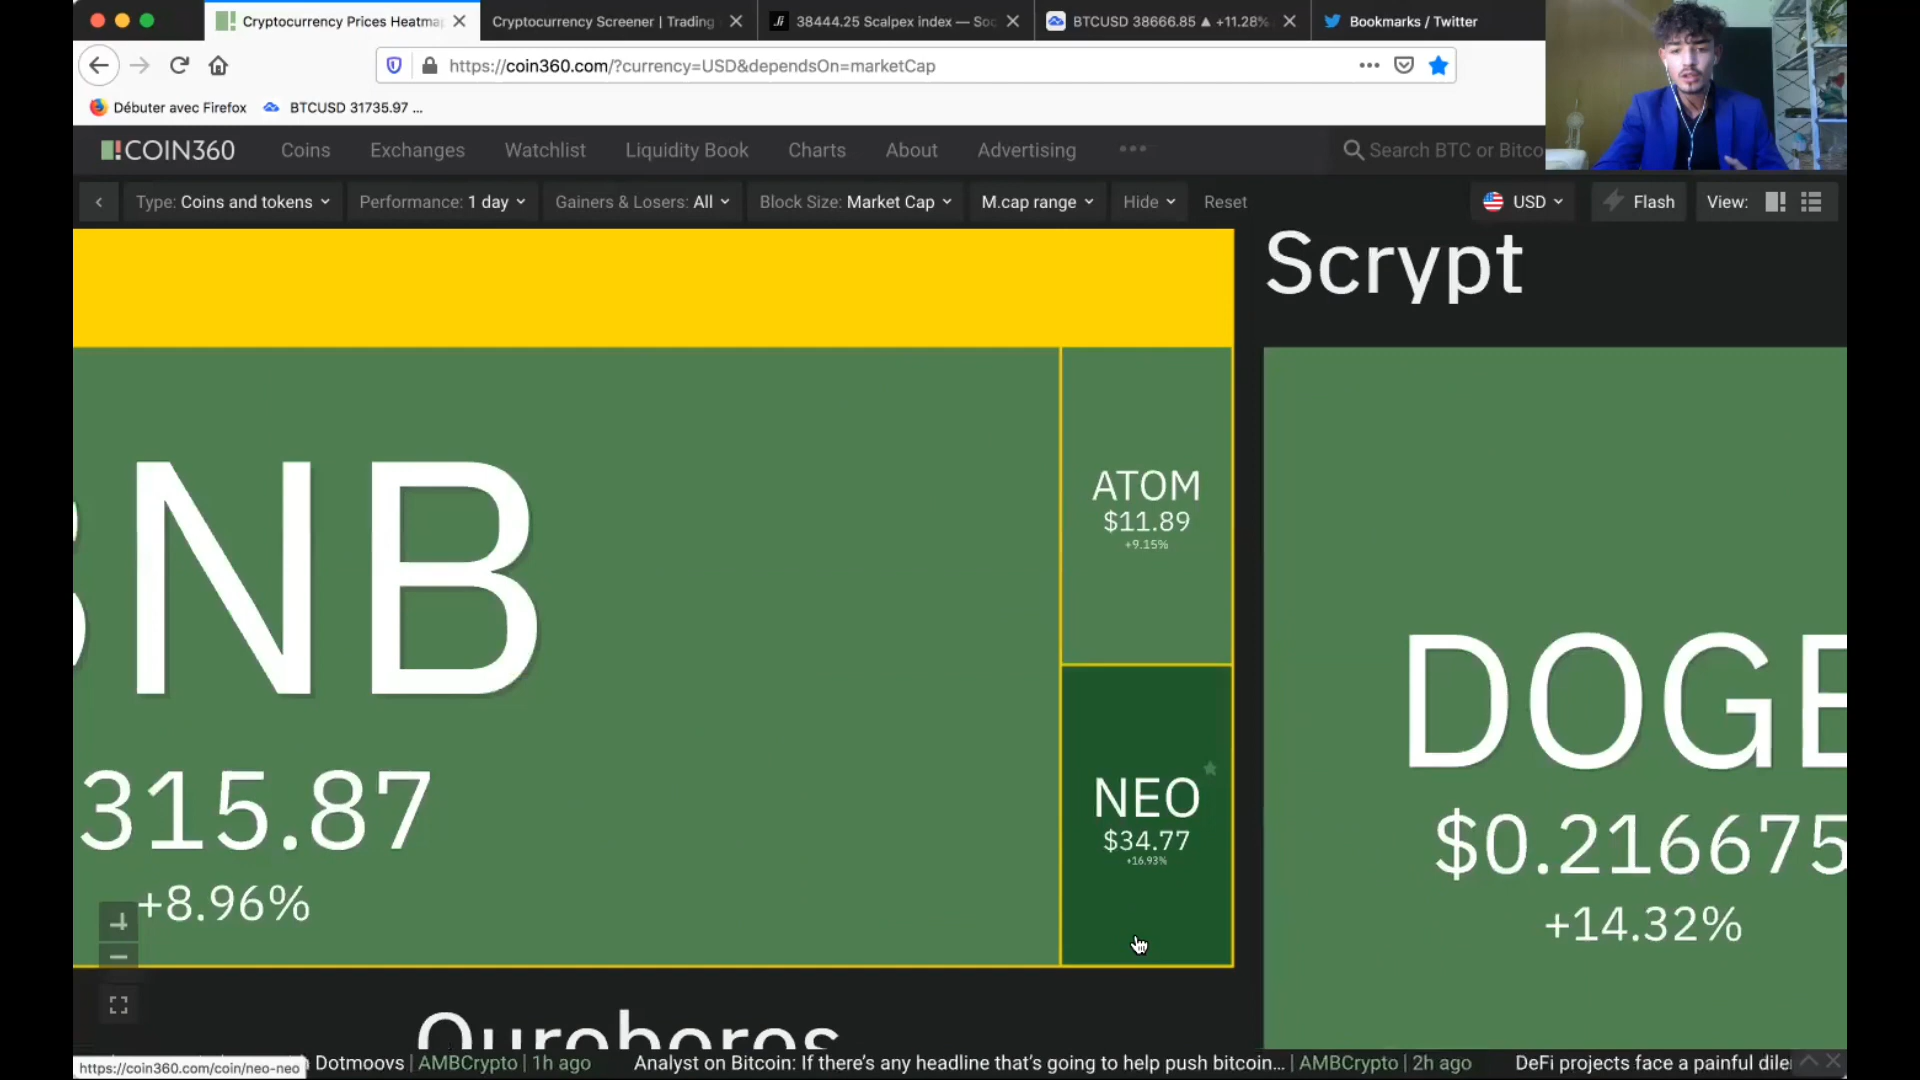 Cryptocurrency Prices Heatma
Cryptocurrency Screener | Trading
38444.25 Scalpex index — Soc
BTCUSD 38666.85 ▲ +11.28%
Bookmarks / Twitter
https://coin360.com/?currency=USD&dependsOn=marketCap
Débuter avec Firefox
BTCUSD 31735.97 ...
COIN360
Coins
Exchanges
Watchlist
Liquidity Book
Charts
About
Advertising
Search BTC or Bitco
Type: Coins and tokens
Performance: 1 day
Gainers & Losers: All
Block Size: Market Cap
M.cap range
Hide
Reset
USD
Flash
View:
Scrypt
NB
315.87
+8.96%
ATOM
$11.89
+9.15%
NEO
$34.77
+16.93%
DOGE
$0.216675
+14.32%
Ouroboros
Dotmoovs | AMBCrypto | 1h ago
Analyst on Bitcoin: If there's any headline that's going to help push bitcoin... | AMBCrypto | 2h ago
DeFi projects face a painful dile
https://coin360.com/coin/neo-neo